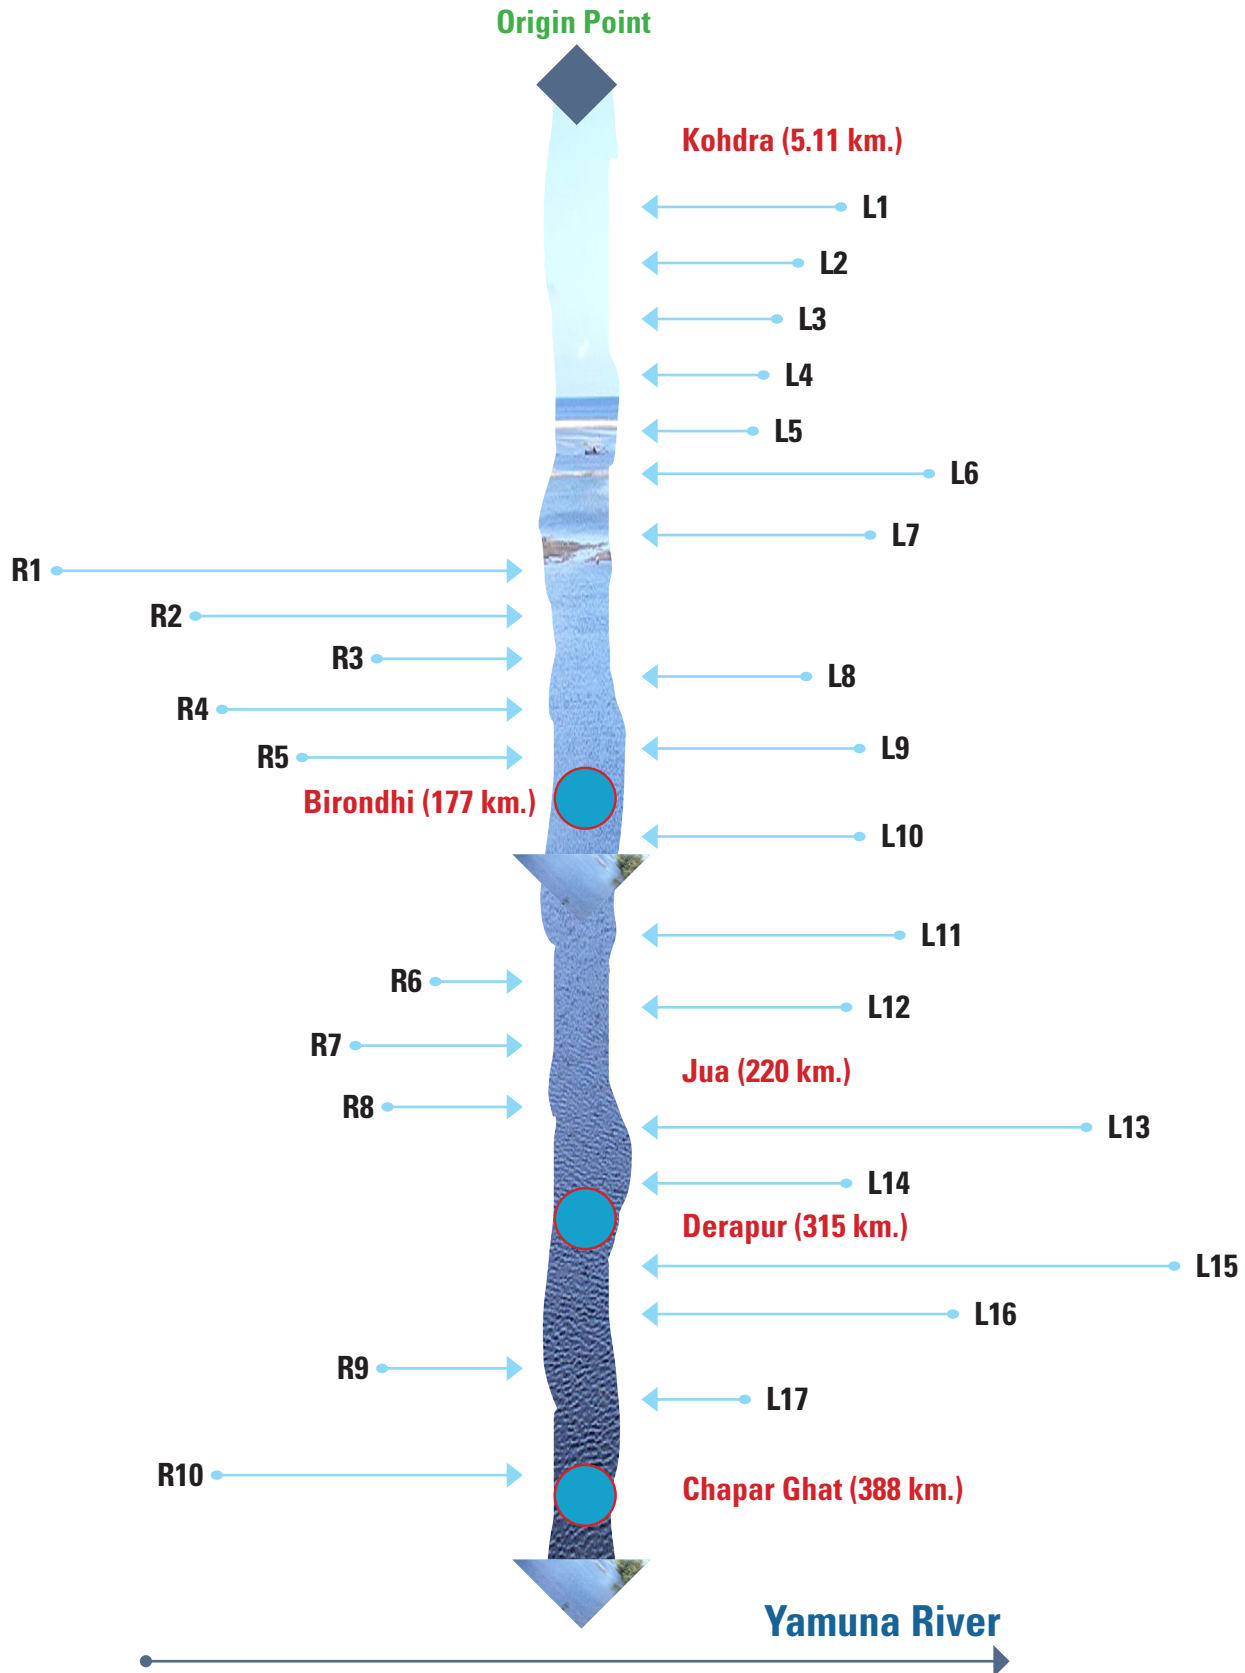 Origin Point
Kohdra (5.11 km.)
L1
L2
L3
L4
L5
L6
L7
R1
R2
R3
L8
R4
L9
R5
Birondhi (177 km.)
L10
L11
R6
L12
R7
Jua (220 km.)
R8
L13
L14
Derapur (315 km.)
L15
L16
R9
L17
R10
Chapar Ghat (388 km.)
Yamuna River